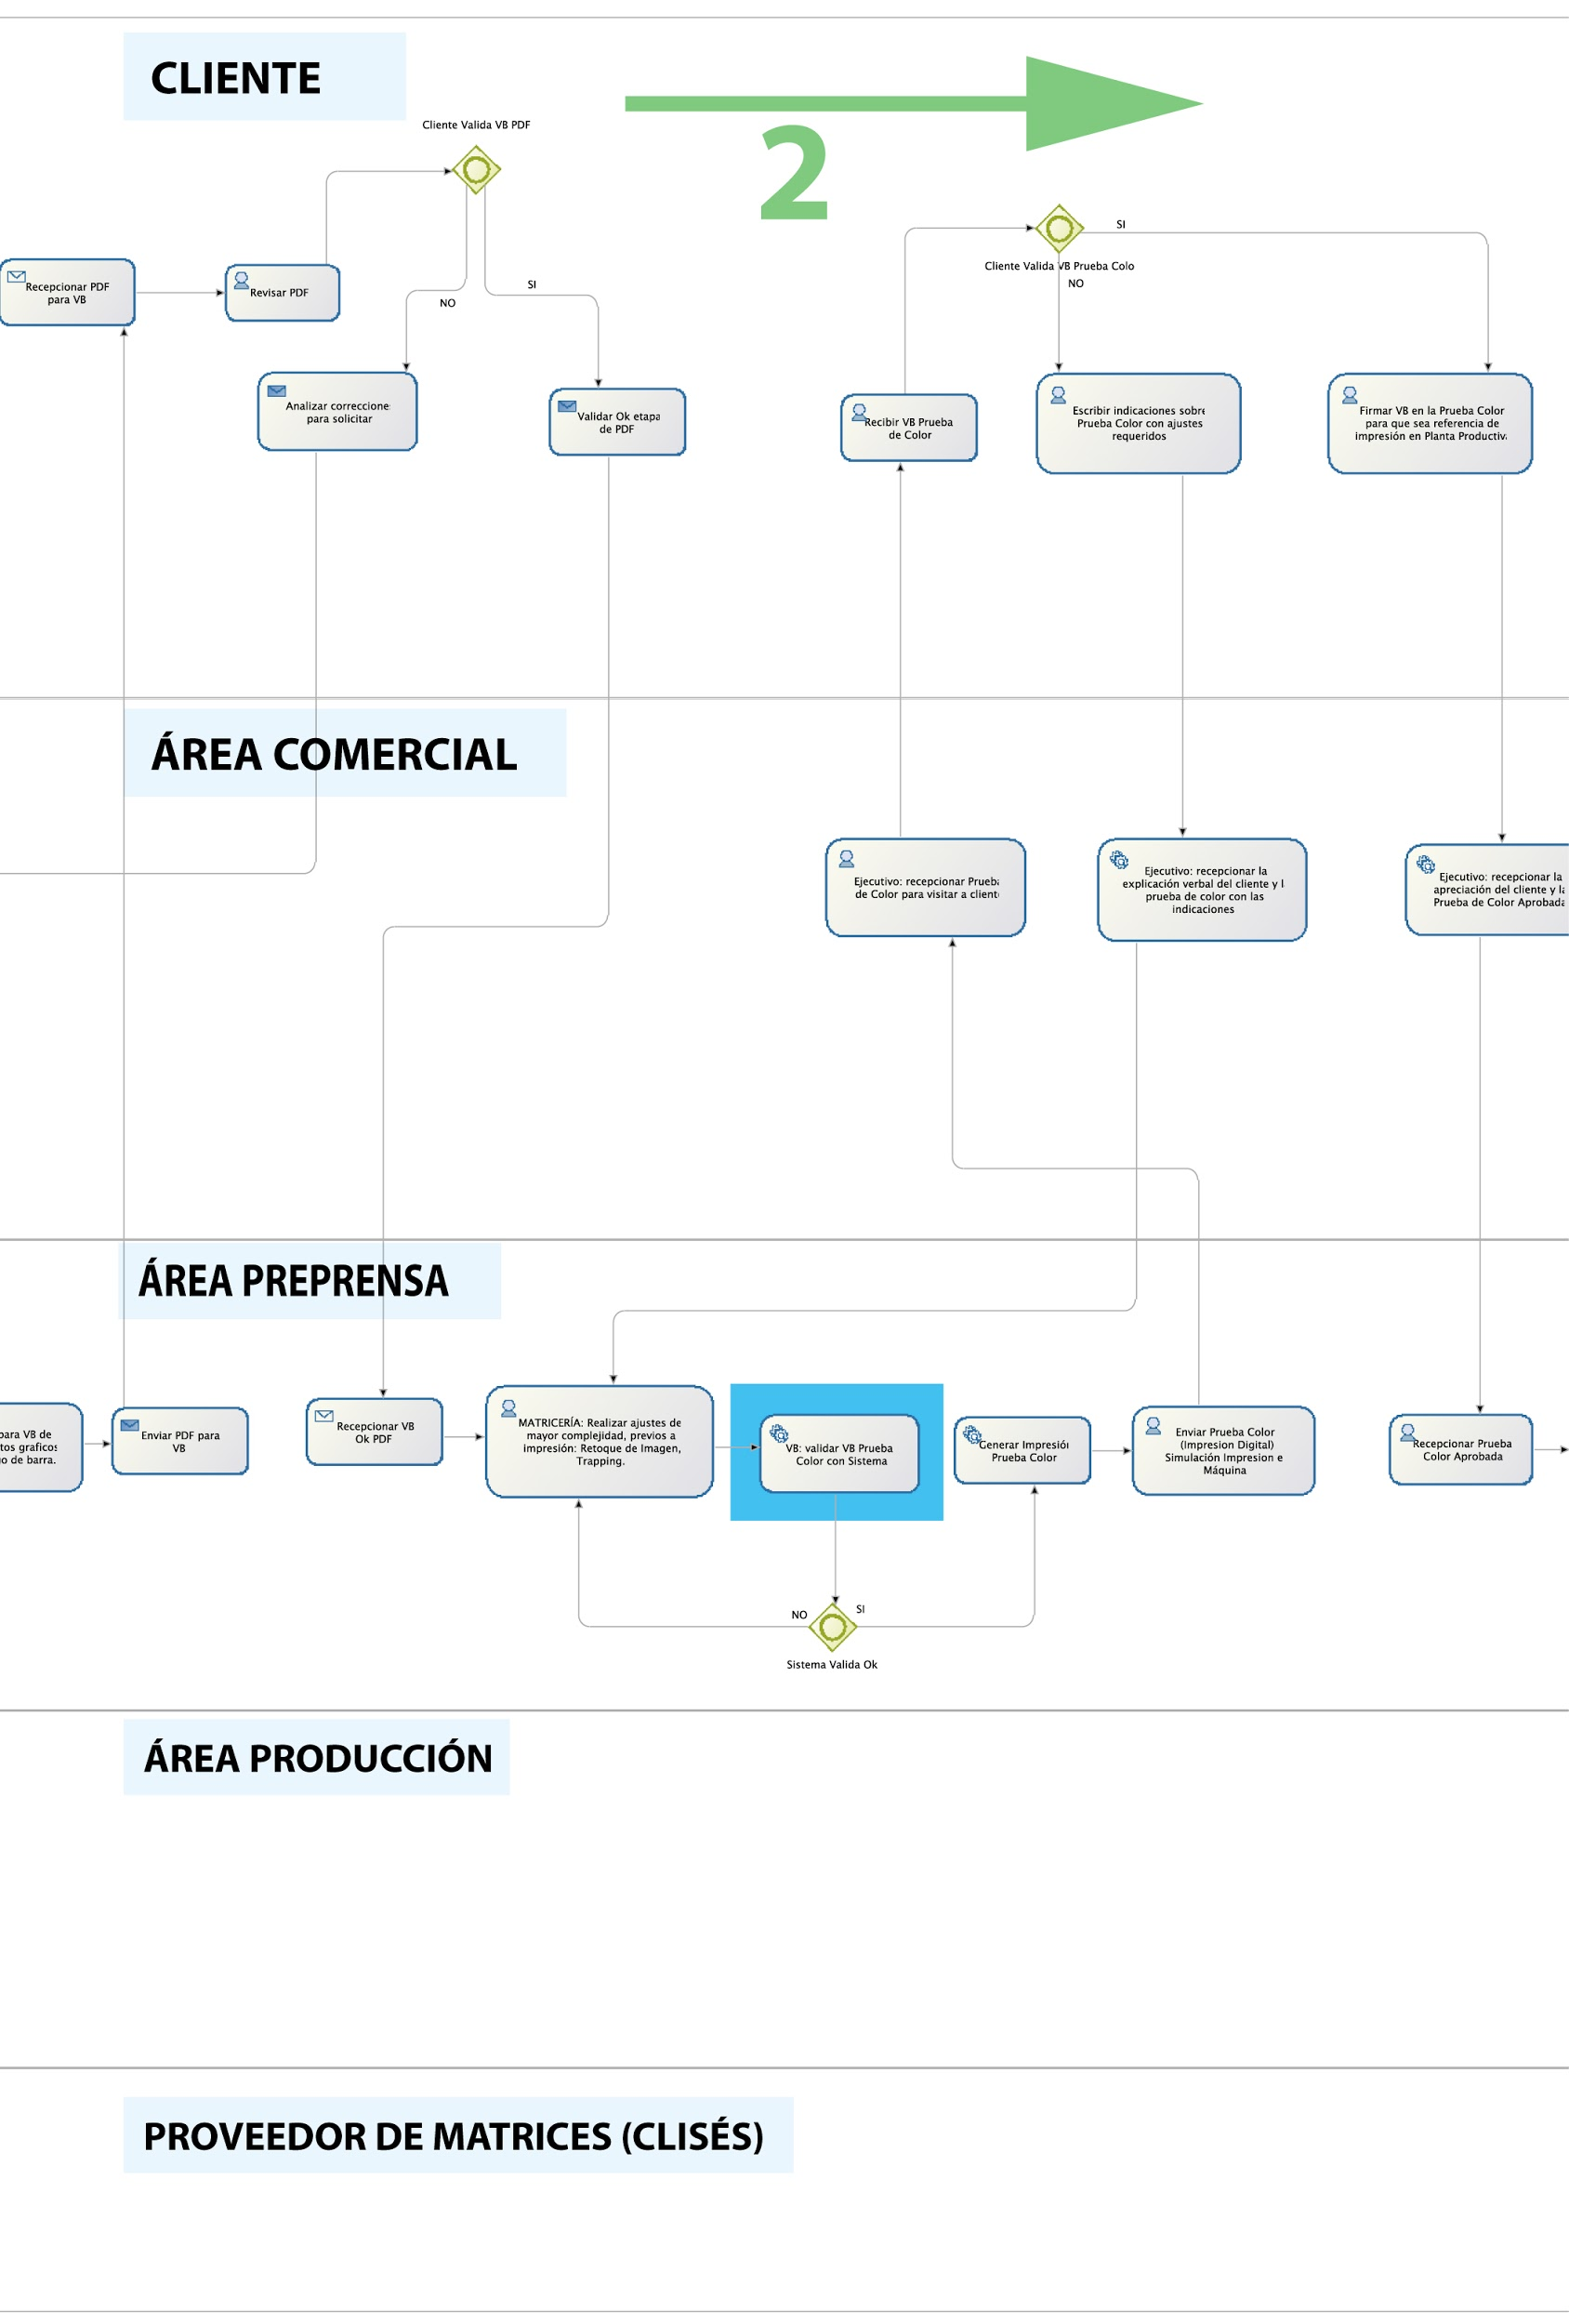 CLIENTE
Cliente Valida VB PDF
2
SI
Cliente Valida VB Prueba Colo
NO
Recepcionar PDF
para VB
Revisar PDF
NO
SI
Analizar correccione
para solicitar
Validar Ok etapa
de PDF
Recibir VB Prueba
de Color
Escribir indicaciones sobre
Prueba Color con ajustes
requeridos
Firmar VB en la Prueba Color
para que sea referencia de
impresión en Planta Productiv
ÁREA COMERCIAL
Ejecutivo: recepcionar Prueba
de Color para visitar a client
Ejecutivo: recepcionar la
explicación verbal del cliente y l
prueba de color con las
indicaciones
Ejecutivo: recepcionar la
apreciación del cliente y la
Prueba de Color Aprobada
ÁREA PREPRENSA
para VB de
tos graficos
o de barra.
Enviar PDF para
VB
Recepcionar VB
Ok PDF
MATRICERÍA: Realizar ajustes de
mayor complejidad, previos a
impresión: Retoque de Imagen,
Trapping.
VB: validar VB Prueba
Color con Sistema
Generar Impresión
Prueba Color
Enviar Prueba Color
(Impresion Digital)
Simulación Impresion e
Máquina
Recepcionar Prueba
Color Aprobada
NO
SI
Sistema Valida Ok
ÁREA PRODUCCIÓN
PROVEEDOR DE MATRICES (CLISÉS)